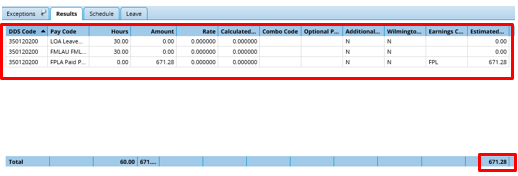 Exceptions Results Schedule Leave
DDS Code Pay Code Hours Amount Rate Calculated... Combo Code Optional P... Additional... Wilmingto... Earnings C... Estimated...
350120200 LOA Leave... 30.00 0.00 0.000000 0.000000 N N 0.00
350120200 FMLAU FML... 30.00 0.00 0.000000 0.000000 N N 0.00
350120200 FPLA Paid P... 0.00 671.28 0.000000 0.000000 N N FPL 671.28
Total 60.00 671.... 671.28